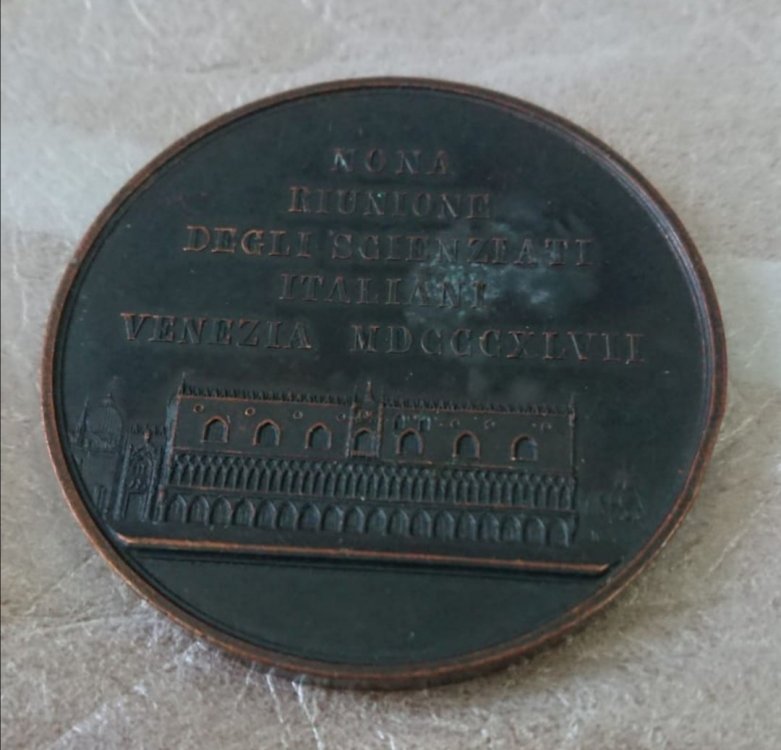 NONA
RIUNIONE
DEGLI SCIENZIATI
ITALIANI
VENEZIA MDCCCXLVII